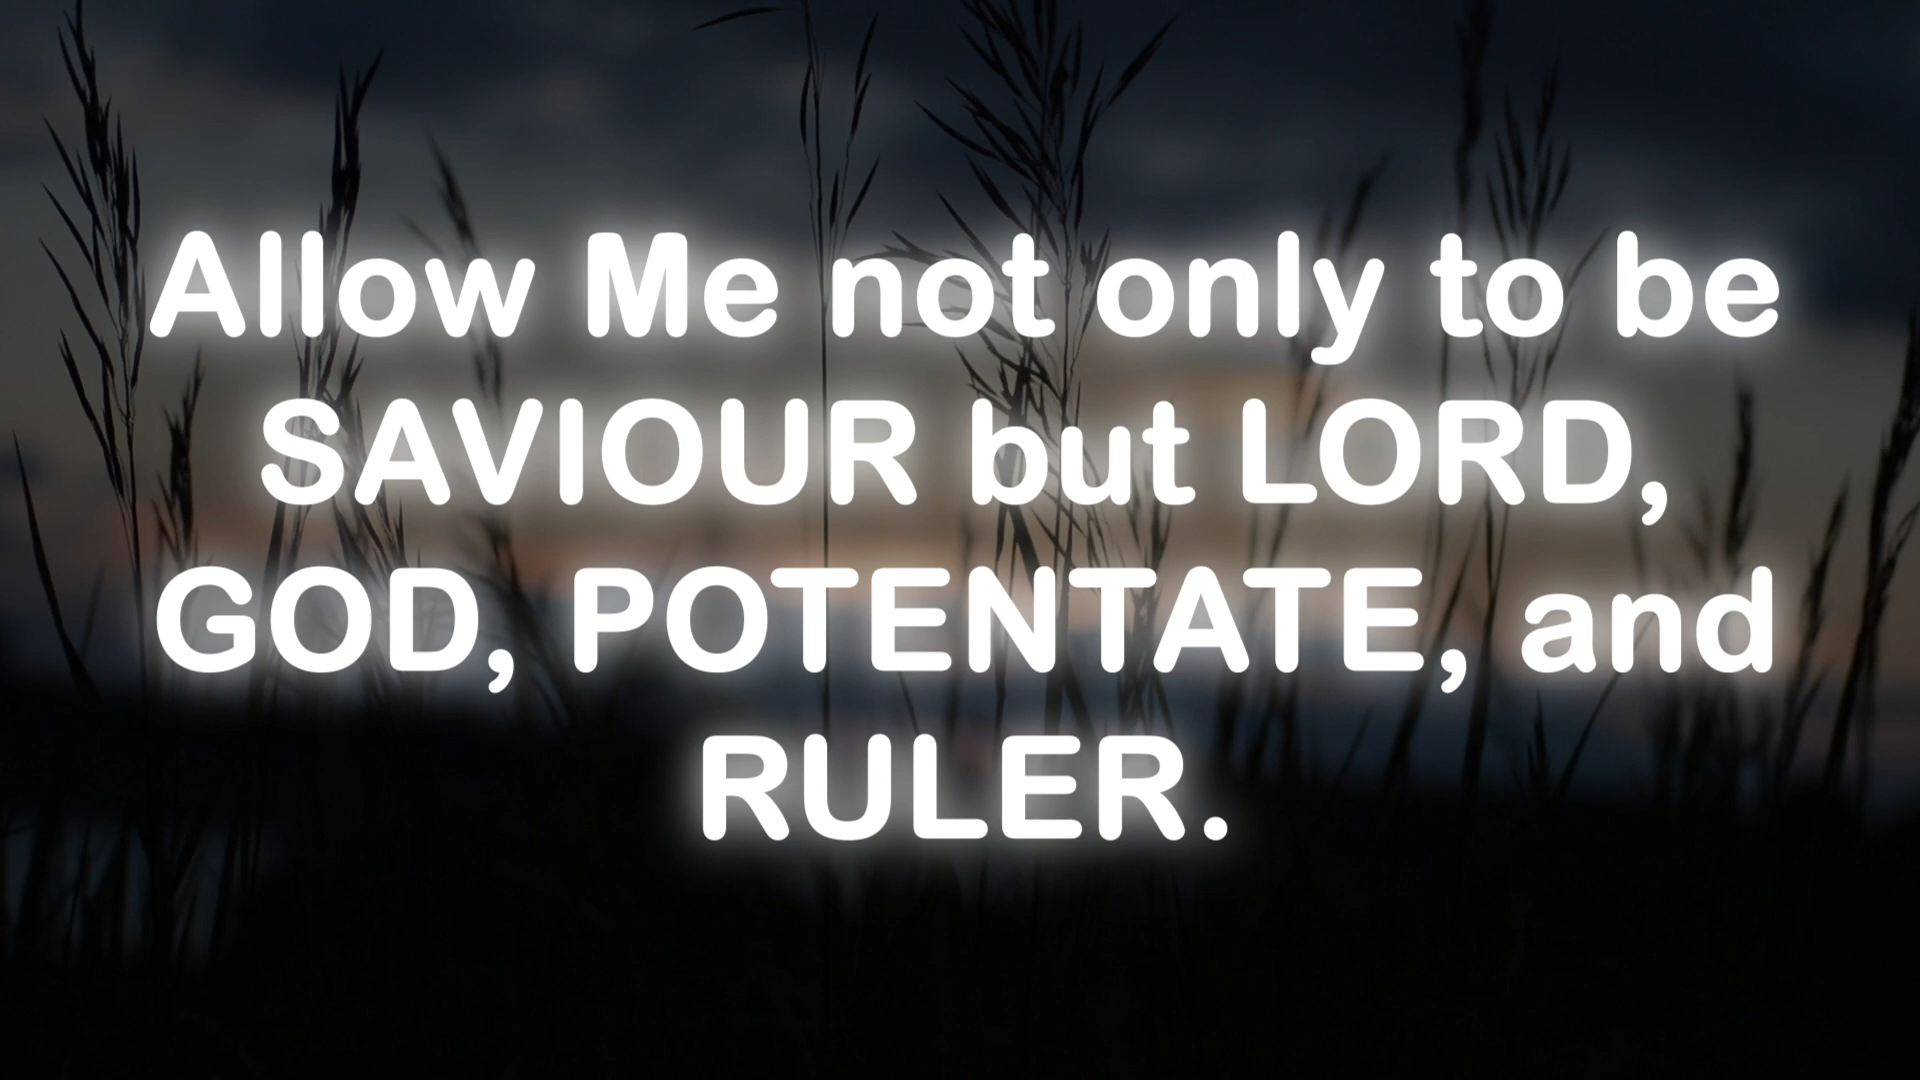 Allow Me not only to be
SAVIOUR but LORD,
GOD, POTENTATE, and
RULER.